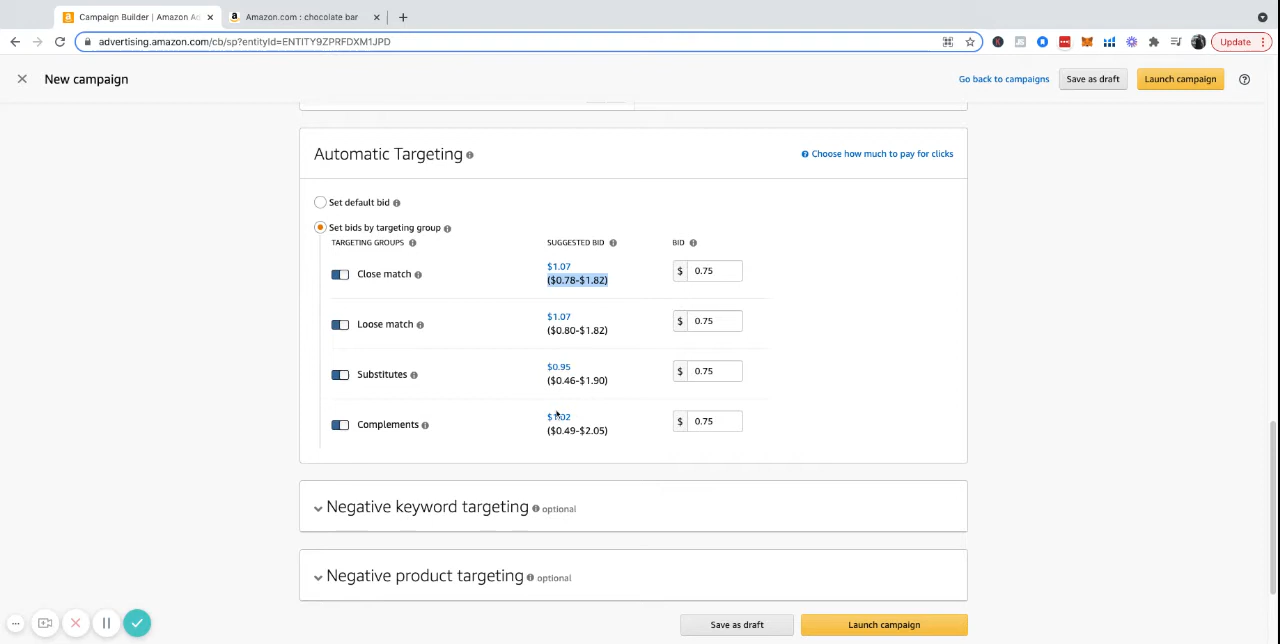 Campaign Builder | Amazon Ad
Amazon.com : chocolate bar
advertising.amazon.com/cb/sp?entityId=ENTITY9ZPRFDXM1JPD
Update
New campaign
Go back to campaigns
Save as draft
Launch campaign
Automatic Targeting
Choose how much to pay for clicks
Set default bid
Set bids by targeting group
TARGETING GROUPS SUGGESTED BID BID
Close match $1.07 $ 0.75
($0.78-$1.82)
Loose match $1.07 $ 0.75
($0.80-$1.82)
Substitutes $0.95 $ 0.75
($0.46-$1.90)
Complements $1.02 $ 0.75
($0.49-$2.05)
Negative keyword targeting optional
Negative product targeting optional
Save as draft
Launch campaign